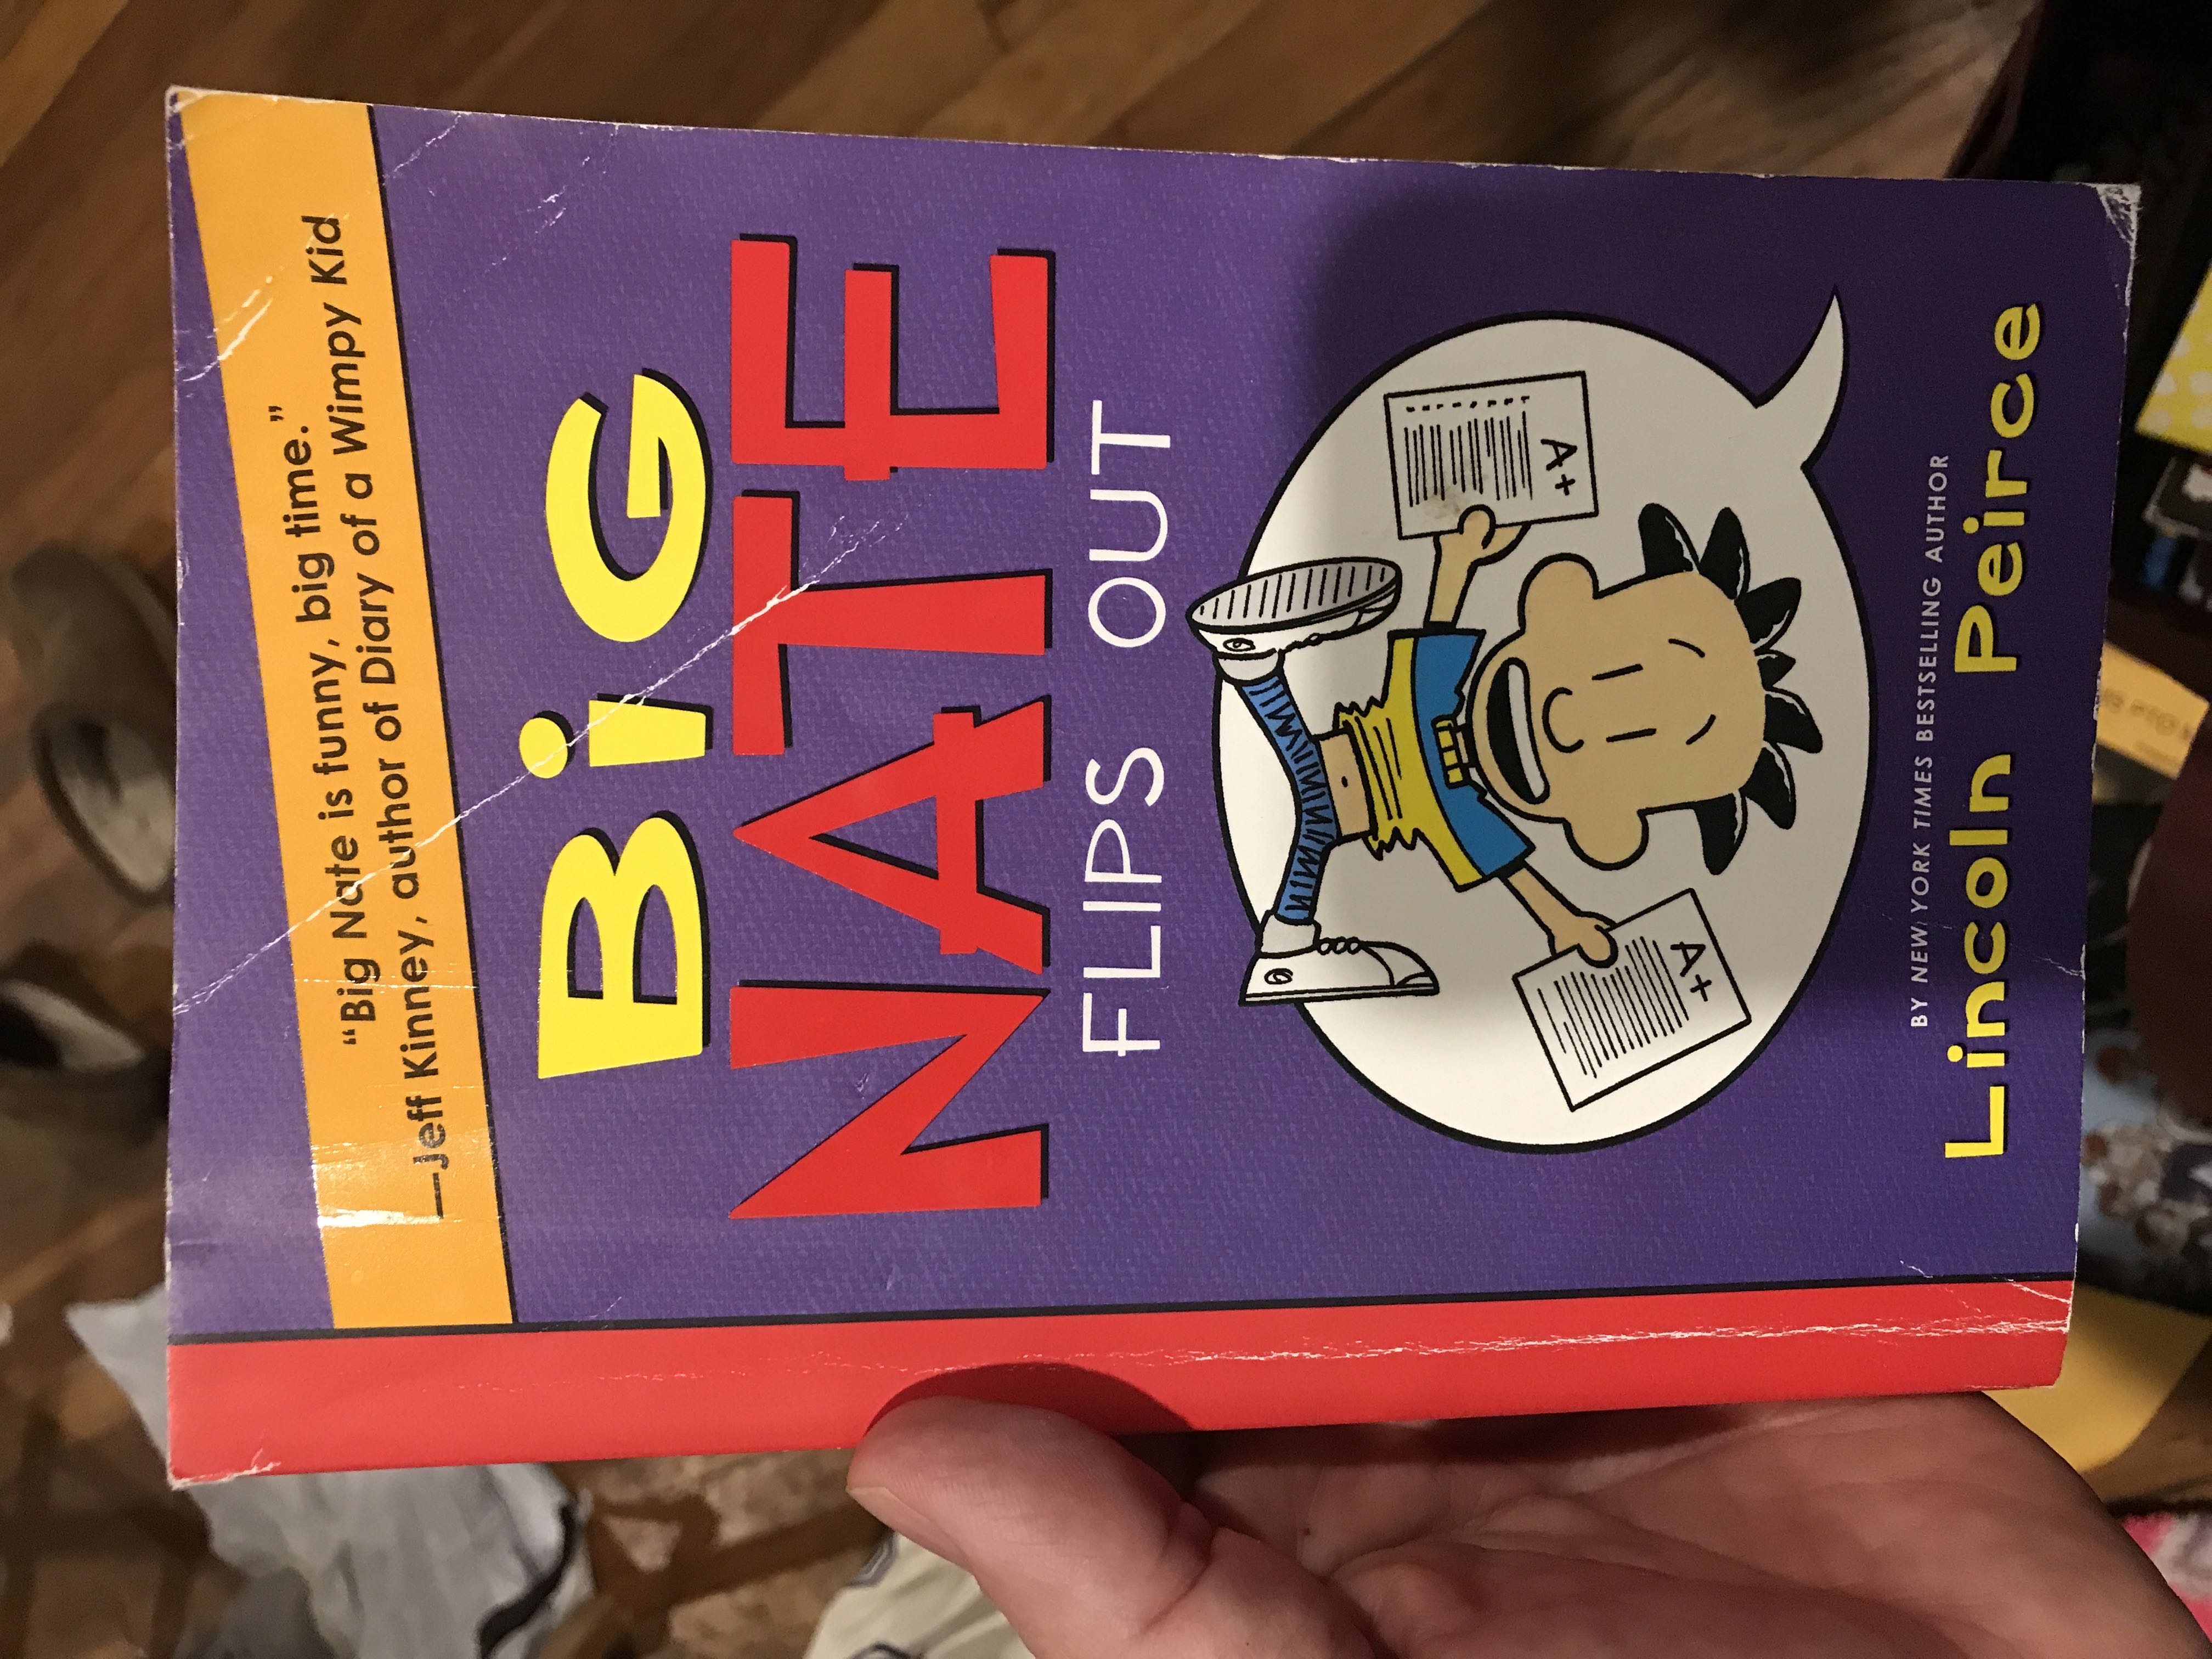 “Big Nate is funny, big time.”
—Jeff Kinney, author of Diary of a Wimpy Kid
BiG
NATE
FLIPS OUT
A+
A+
BY NEW YORK TIMES BESTSELLING AUTHOR
Lincoln Peirce